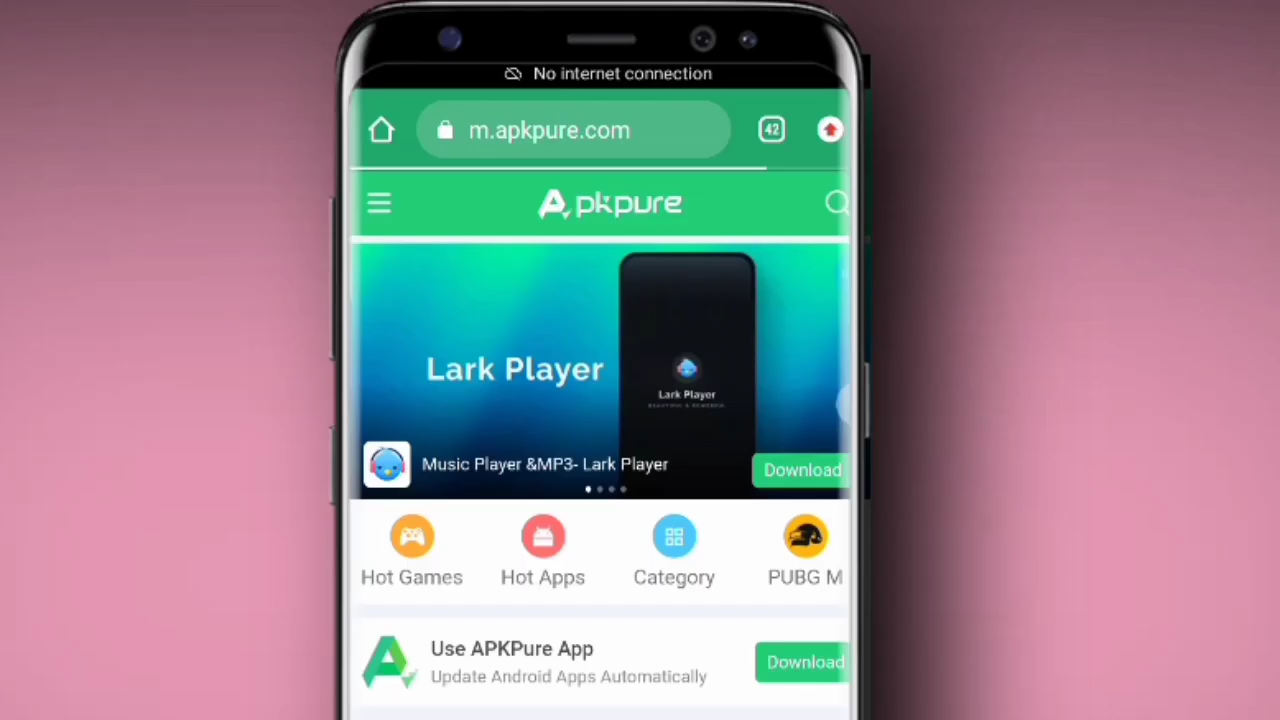 No internet connection
m.apkpure.com
42
Apkpure
Lark Player
Lark Player
Music Player &MP3- Lark Player
Download
Hot Games
Hot Apps
Category
PUBG M
Use APKPure App
Download
Update Android Apps Automatically